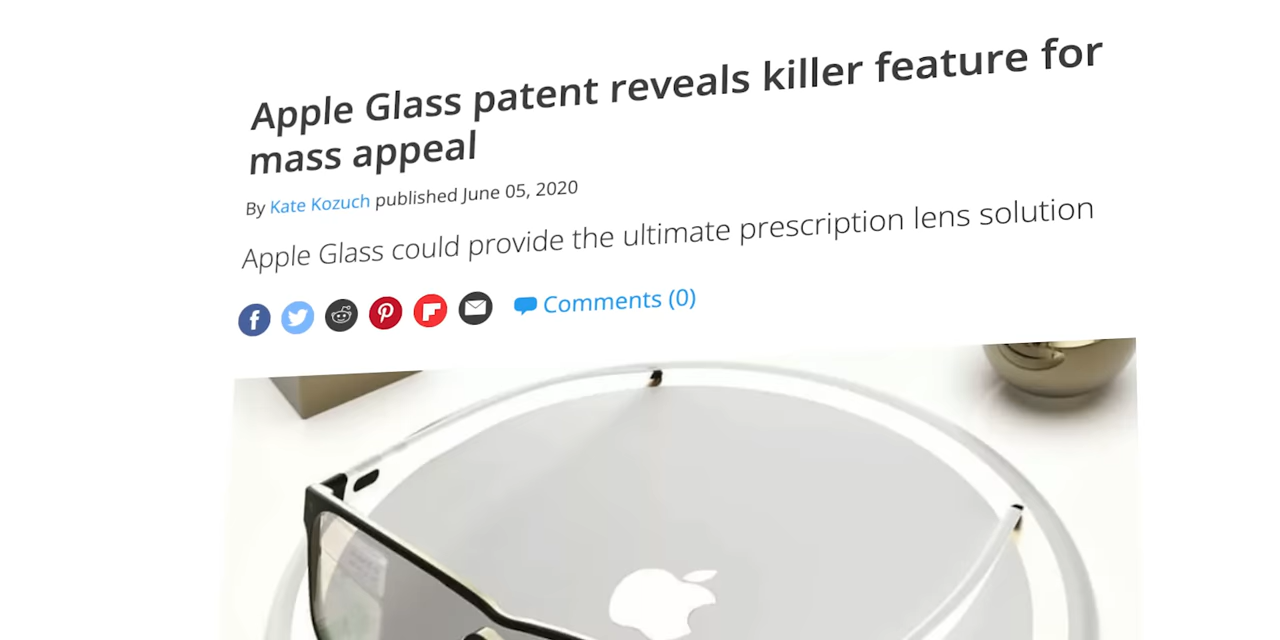 Apple Glass patent reveals killer feature for
mass appeal
By Kate Kozuch published June 05, 2020
Apple Glass could provide the ultimate prescription lens solution
Comments (0)